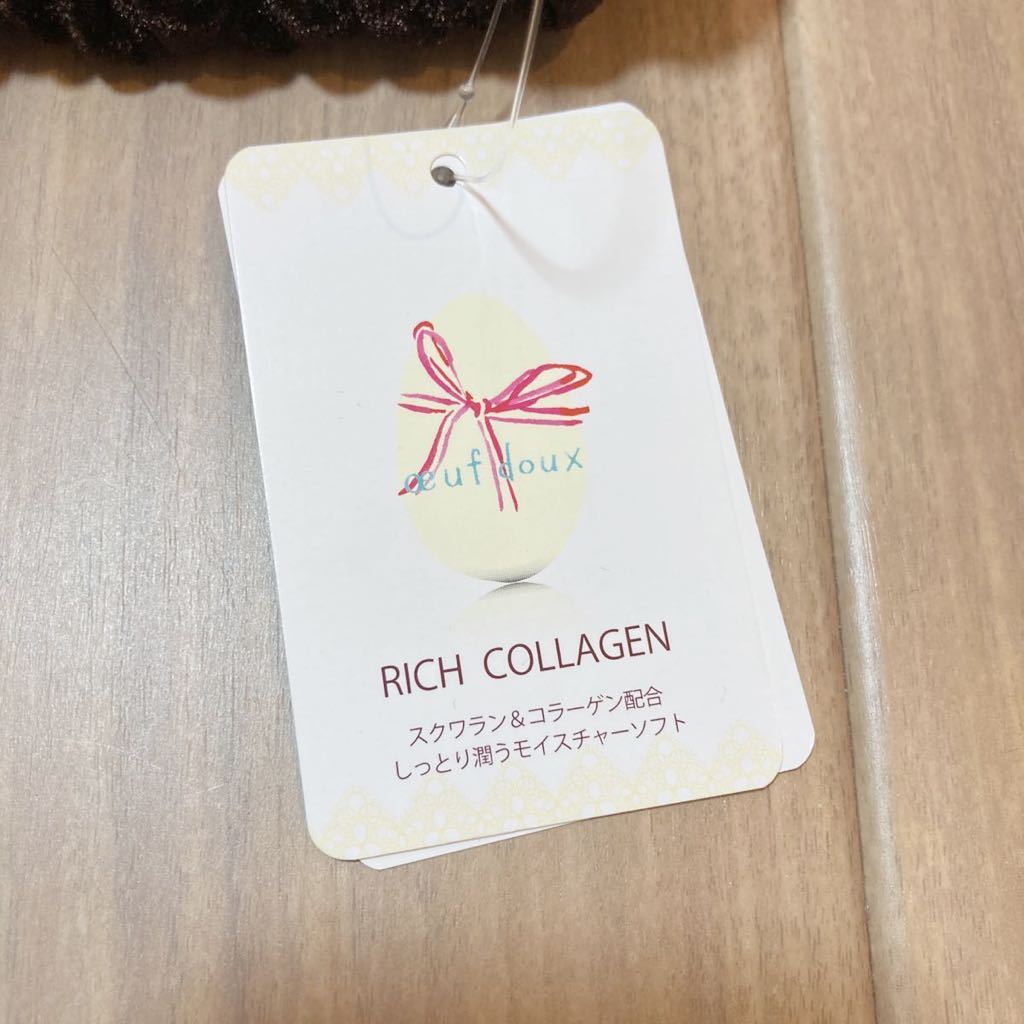 œuf doux
RICH COLLAGEN
スクワラン＆コラーゲン配合
しっとり潤うモイスチャーソフト